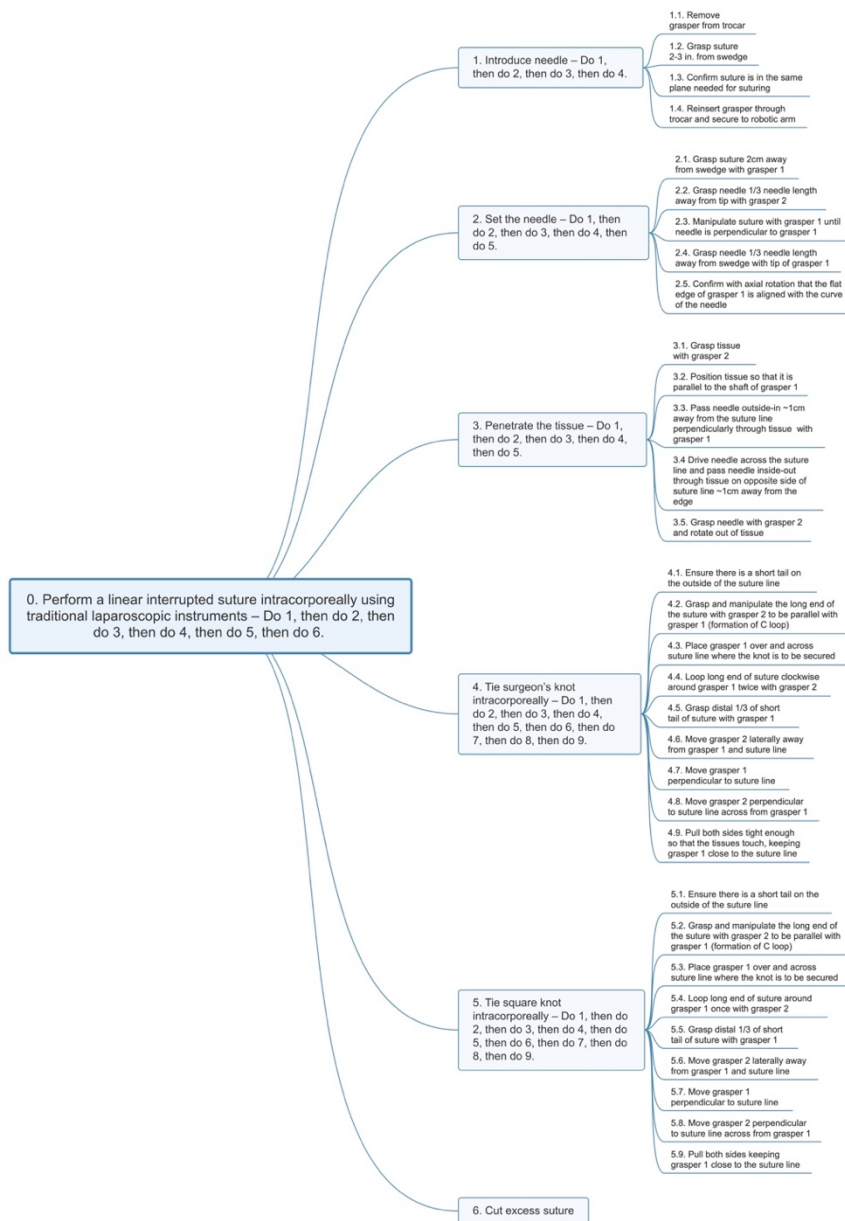 0. Perform a linear interrupted suture intracorporeally using
traditional laparoscopic instruments – Do 1, then do 2, then
do 3, then do 4, then do 5, then do 6.
1. Introduce needle – Do 1,
then do 2, then do 3, then do 4.
1.1. Remove
grasper from trocar
1.2. Grasp suture
2-3 in. from swedge
1.3. Confirm suture is in the same
plane needed for suturing
1.4. Reinsert grasper through
trocar and secure to robotic arm
2. Set the needle – Do 1, then
do 2, then do 3, then do 4, then
do 5.
2.1. Grasp suture 2cm away
from swedge with grasper 1
2.2. Grasp needle 1/3 needle length
away from tip with grasper 2
2.3. Manipulate suture with grasper 1 until
needle is perpendicular to grasper 1
2.4. Grasp needle 1/3 needle length
away from swedge with tip of grasper 1
2.5. Confirm with axial rotation that the flat
edge of grasper 1 is aligned with the curve
of the needle
3. Penetrate the tissue – Do 1,
then do 2, then do 3, then do 4,
then do 5.
3.1. Grasp tissue
with grasper 2
3.2. Position tissue so that it is
parallel to the shaft of grasper 1
3.3. Pass needle outside-in ~1cm
away from the suture line
perpendicularly through tissue with
grasper 1
3.4 Drive needle across the suture
line and pass needle inside-out
through tissue on opposite side of
suture line ~1cm away from the
edge
3.5. Grasp needle with grasper 2
and rotate out of tissue
4. Tie surgeon's knot
intracorporeally – Do 1, then
do 2, then do 3, then do 4,
then do 5, then do 6, then do
7, then do 8, then do 9.
4.1. Ensure there is a short tail on
the outside of the suture line
4.2. Grasp and manipulate the long end of
the suture with grasper 2 to be parallel with
grasper 1 (formation of C loop)
4.3. Place grasper 1 over and across
suture line where the knot is to be secured
4.4. Loop long end of suture clockwise
around grasper 1 twice with grasper 2
4.5. Grasp distal 1/3 of short
tail of suture with grasper 1
4.6. Move grasper 2 laterally away
from grasper 1 and suture line
4.7. Move grasper 1
perpendicular to suture line
4.8. Move grasper 2 perpendicular
to suture line across from grasper 1
4.9. Pull both sides tight enough
so that the tissues touch, keeping
grasper 1 close to the suture line
5. Tie square knot
intracorporeally – Do 1, then do
2, then do 3, then do 4, then do
5, then do 6, then do 7, then do
8, then do 9.
5.1. Ensure there is a short tail on the
outside of the suture line
5.2. Grasp and manipulate the long end of
the suture with grasper 2 to be parallel with
grasper 1 (formation of C loop)
5.3. Place grasper 1 over and across
suture line where the knot is to be secured
5.4. Loop long end of suture around
grasper 1 once with grasper 2
5.5. Grasp distal 1/3 of short
tail of suture with grasper 1
5.6. Move grasper 2 laterally away
from grasper 1 and suture line
5.7. Move grasper 1
perpendicular to suture line
5.8. Move grasper 2 perpendicular
to suture line across from grasper 1
5.9. Pull both sides keeping
grasper 1 close to the suture line
6. Cut excess suture